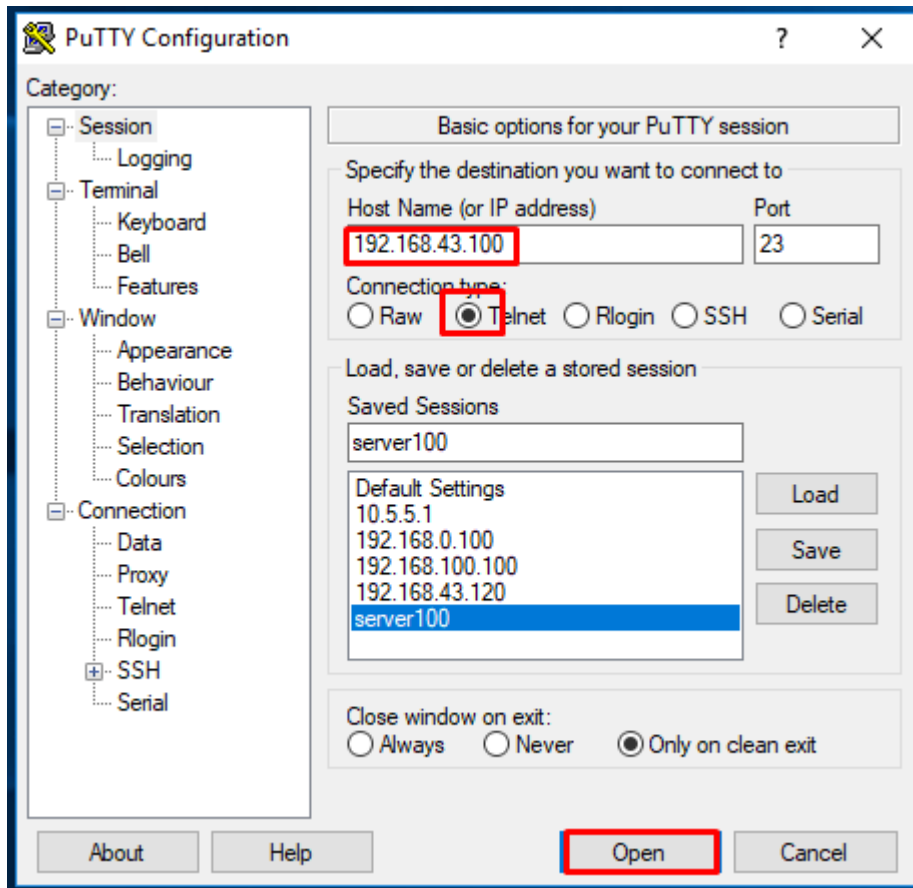 PuTTY Configuration
?
Category:
Session
Logging
Terminal
Keyboard
Bell
Features
Window
Appearance
Behaviour
Translation
Selection
Colours
Connection
Data
Proxy
Telnet
Rlogin
SSH
Serial
Basic options for your PuTTY session
Specify the destination you want to connect to
Host Name (or IP address) Port
192.168.43.100 23
Connection type:
Raw Telnet Rlogin SSH Serial
Load, save or delete a stored session
Saved Sessions
server100
Default Settings
10.5.5.1
192.168.0.100
192.168.100.100
192.168.43.120
server100
Load
Save
Delete
Close window on exit:
Always Never Only on clean exit
About Help Open Cancel